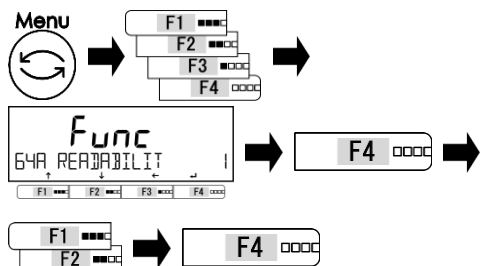 Menu
F1
F2
F3
F4
Func
64A READABILIT 1
F1 F2 F3 F4
F4
F1
F2
F4